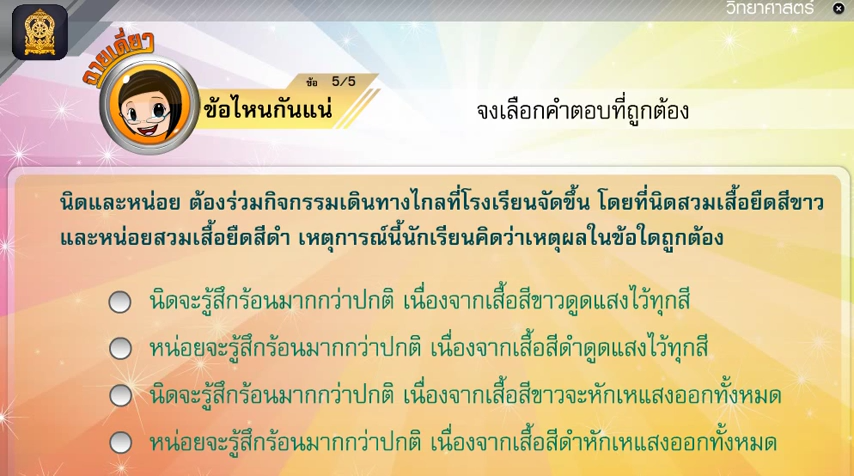 วิทยาศาสตร์
ฉายเดี่ยว
ข้อ 5/5
ข้อไหนกันแน่
จงเลือกคำตอบที่ถูกต้อง
นิดและหน่อย ต้องร่วมกิจกรรมเดินทางไกลที่โรงเรียนจัดขึ้น โดยที่นิดสวมเสื้อยืดสีขาว
และหน่อยสวมเสื้อยืดสีดำ เหตุการณ์นี้นักเรียนคิดว่าเหตุผลในข้อใดถูกต้อง
นิดจะรู้สึกร้อนมากกว่าปกติ เนื่องจากเสื้อสีขาวดูดแสงไว้ทุกสี
หน่อยจะรู้สึกร้อนมากกว่าปกติ เนื่องจากเสื้อสีดำดูดแสงไว้ทุกสี
นิดจะรู้สึกร้อนมากกว่าปกติ เนื่องจากเสื้อสีขาวจะหักเหแสงออกทั้งหมด
หน่อยจะรู้สึกร้อนมากกว่าปกติ เนื่องจากเสื้อสีดำหักเหแสงออกทั้งหมด